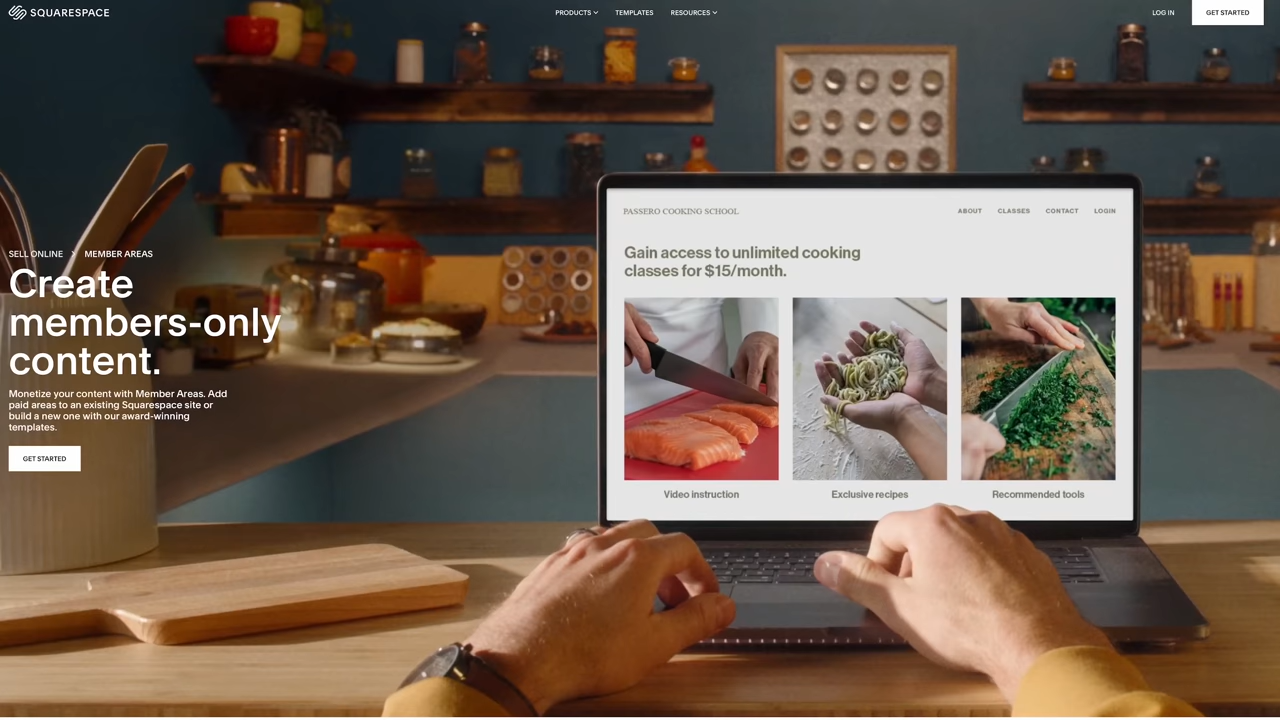 SQUARESPACE
PRODUCTS
TEMPLATES
RESOURCES
LOG IN
GET STARTED
SELL ONLINE
MEMBER AREAS
Create
members-only
content.
Monetize your content with Member Areas. Add
paid areas to an existing Squarespace site or
build a new one with our award-winning
templates.
GET STARTED
PASSERO COOKING SCHOOL
ABOUT
CLASSES
CONTACT
LOGIN
Gain access to unlimited cooking
classes for $15/month.
Video instruction
Exclusive recipes
Recommended tools